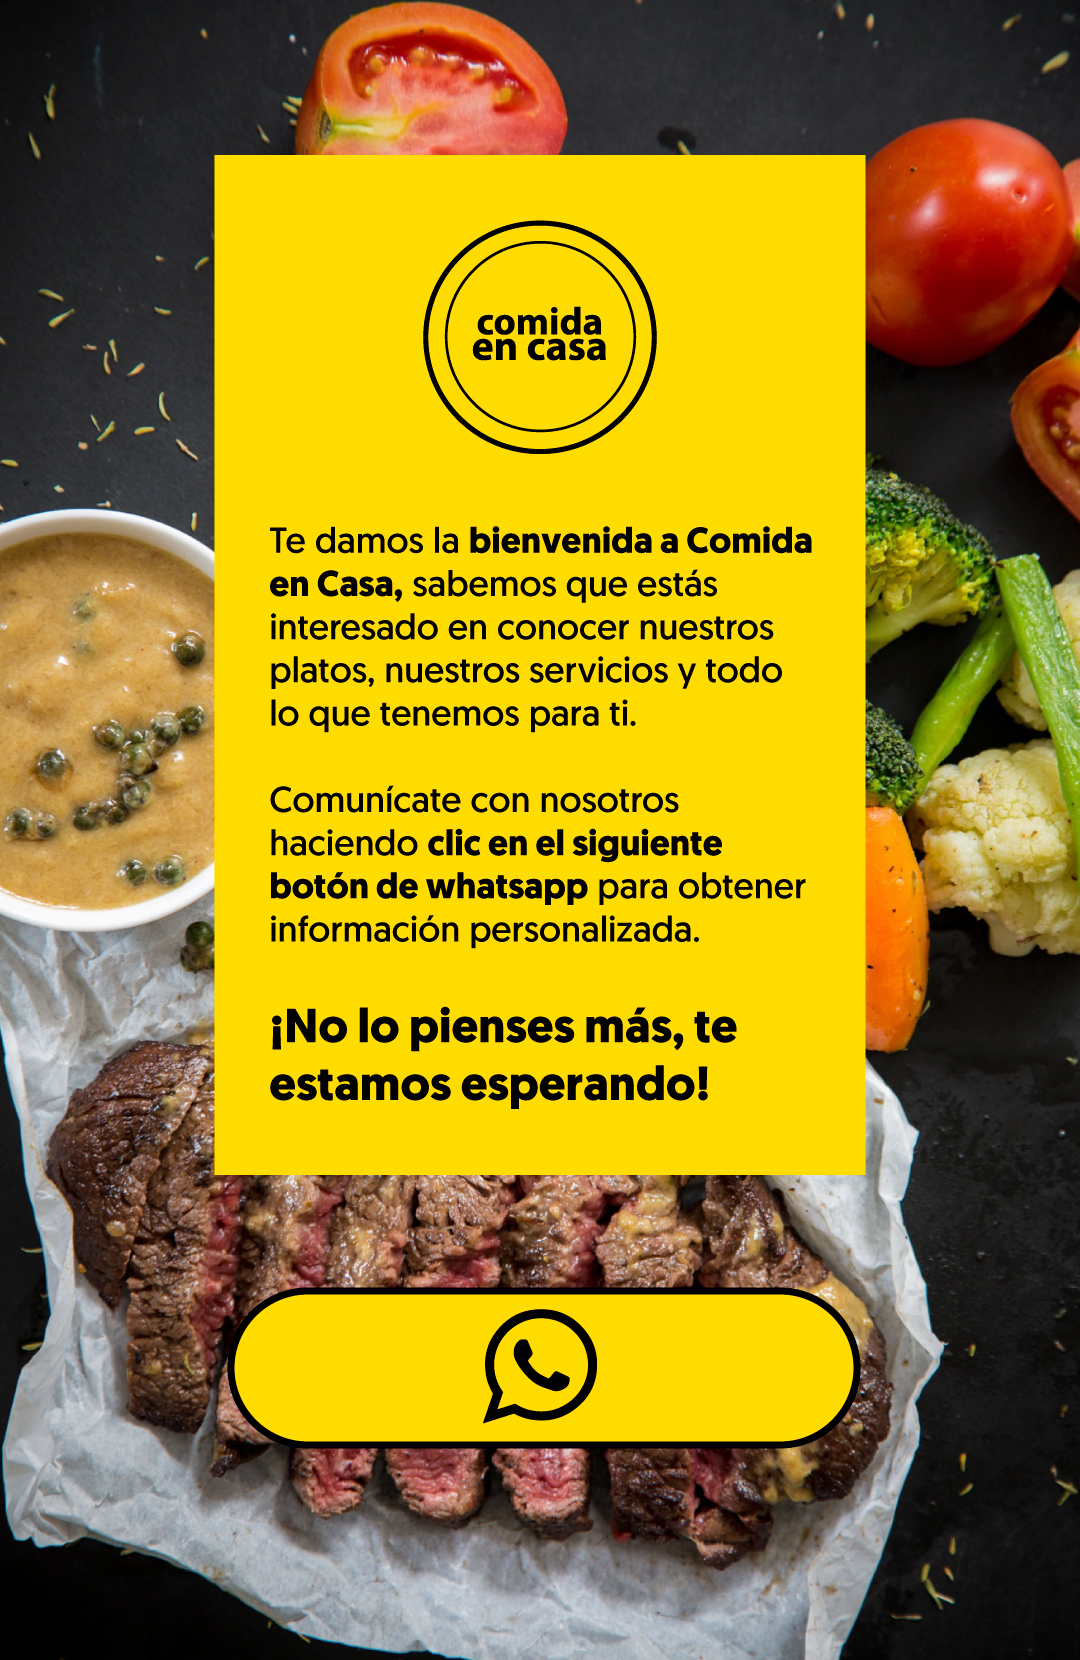 comida
en casa
Te damos la bienvenida a Comida
en Casa, sabemos que estás
interesado en conocer nuestros
platos, nuestros servicios y todo
lo que tenemos para ti.
Comunícate con nosotros
haciendo clic en el siguiente
botón de whatsapp para obtener
información personalizada.
¡No lo pienses más, te
estamos esperando!